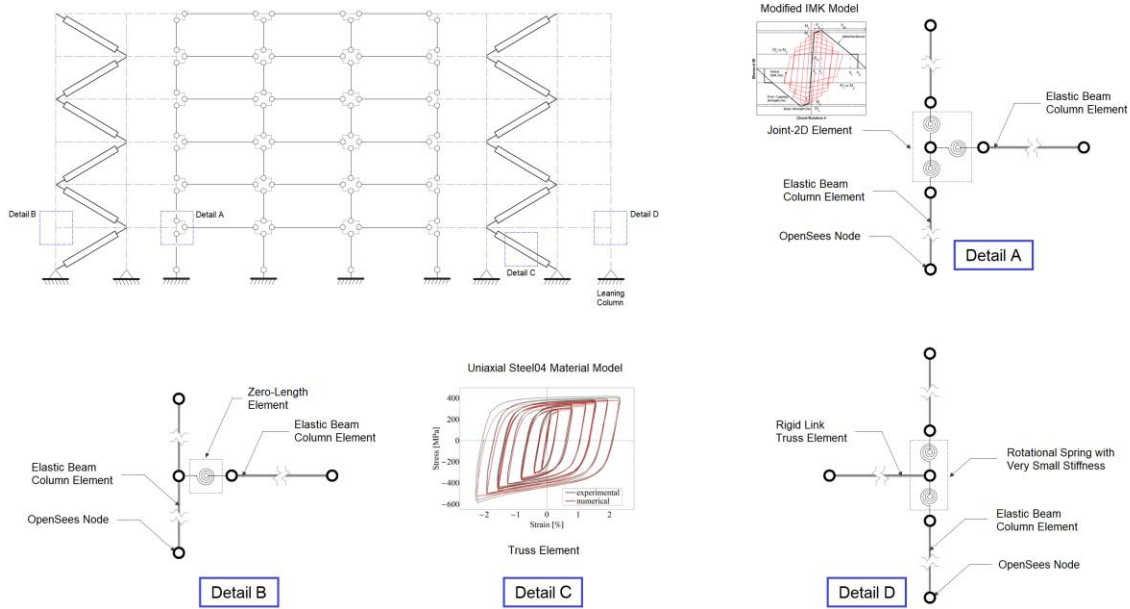 Detail B
Detail A
Detail D
Detail C
Leaning
Column
Modified IMK Model
Moment M
Chord Rotation θ
Joint-2D Element
Elastic Beam
Column Element
Elastic Beam
Column Element
OpenSees Node
Detail A
Zero-Length
Element
Elastic Beam
Column Element
Elastic Beam
Column Element
OpenSees Node
Detail B
Uniaxial Steel04 Material Model
Stress [MPa]
400
200
0
−200
−400
−600
experimental
numerical
−2
−1
0
1
2
Strain [%]
Truss Element
Detail C
Rigid Link
Truss Element
Rotational Spring with
Very Small Stiffness
Elastic Beam
Column Element
OpenSees Node
Detail D